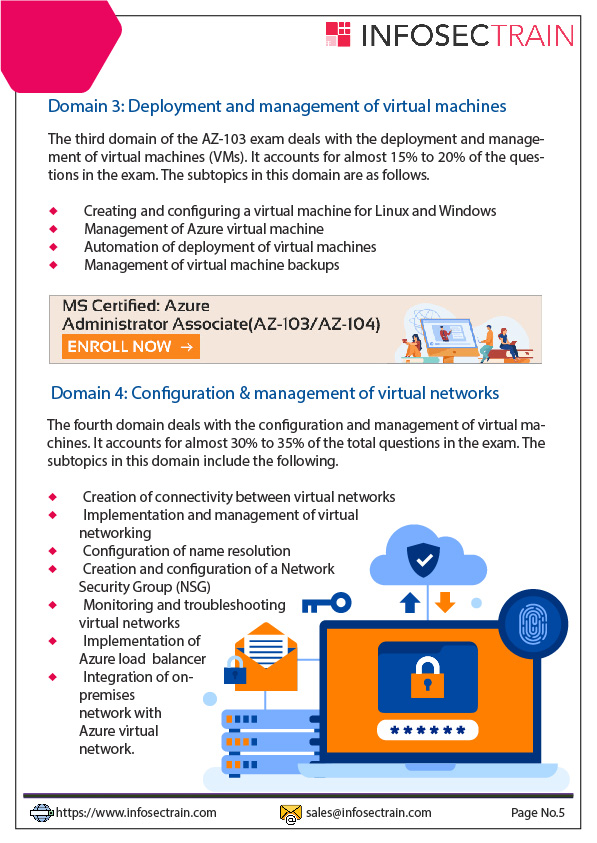 INFOSECTRAIN
Domain 3: Deployment and management of virtual machines
The third domain of the AZ-103 exam deals with the deployment and manage-
ment of virtual machines (VMs). It accounts for almost 15% to 20% of the ques-
tions in the exam. The subtopics in this domain are as follows.
◆ Creating and configuring a virtual machine for Linux and Windows
◆ Management of Azure virtual machine
◆ Automation of deployment of virtual machines
◆ Management of virtual machine backups
MS Certified: Azure
Administrator Associate(AZ-103/AZ-104)
ENROLL NOW →
Domain 4: Configuration & management of virtual networks
The fourth domain deals with the configuration and management of virtual ma-
chines. It accounts for almost 30% to 35% of the total questions in the exam. The
subtopics in this domain include the following.
◆ Creation of connectivity between virtual networks
◆ Implementation and management of virtual
networking
◆ Configuration of name resolution
◆ Creation and configuration of a Network
Security Group (NSG)
◆ Monitoring and troubleshooting
virtual networks
◆ Implementation of
Azure load balancer
◆ Integration of on-
premises
network with
Azure virtual
network.
******
https://www.infosectrain.com sales@infosectrain.com Page No.5